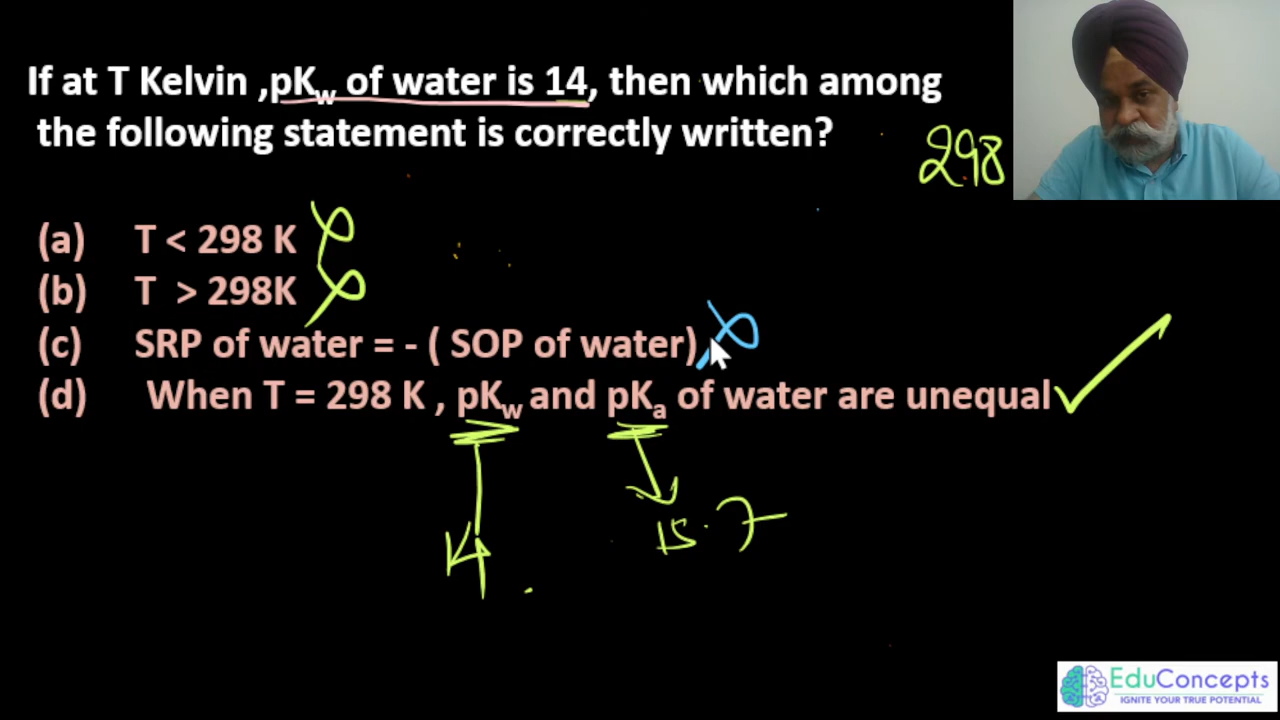 If at T Kelvin ,pKw of water is 14, then which among
the following statement is correctly written?
298
(a) T < 298 K
(b) T > 298K
(c) SRP of water = - ( SOP of water)
(d) When T = 298 K , pKw and pKa of water are unequal
14
15.7
EduConcepts
IGNITE YOUR TRUE POTENTIAL